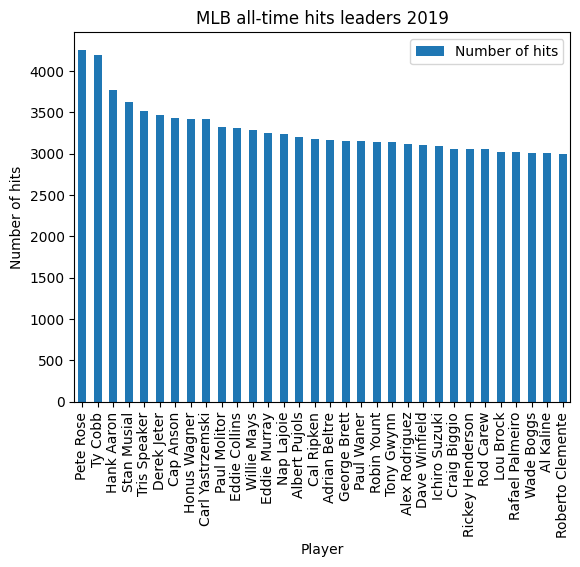 MLB all-time hits leaders 2019
Number of hits
Number of hits
4000
3500
3000
2500
2000
1500
1000
500
0
Pete Rose
Ty Cobb
Hank Aaron
Stan Musial
Tris Speaker
Derek Jeter
Cap Anson
Honus Wagner
Carl Yastrzemski
Paul Molitor
Eddie Collins
Willie Mays
Eddie Murray
Nap Lajoie
Albert Pujols
Cal Ripken
Adrian Beltre
George Brett
Paul Waner
Robin Yount
Tony Gwynn
Alex Rodriguez
Dave Winfield
Ichiro Suzuki
Craig Biggio
Rickey Henderson
Rod Carew
Lou Brock
Rafael Palmeiro
Wade Boggs
Al Kaline
Roberto Clemente
Player